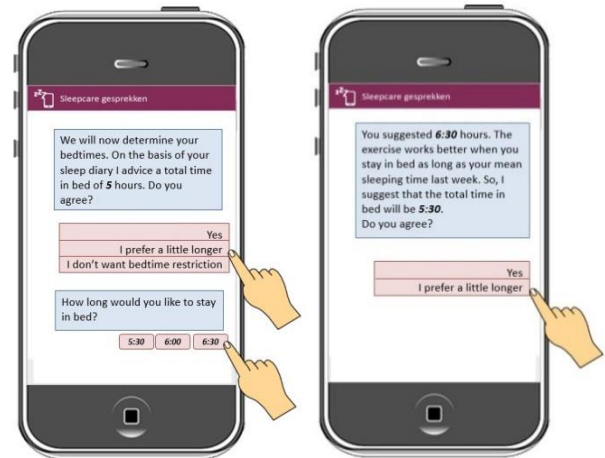 Sleepcare gesprekken
We will now determine your
bedtimes. On the basis of your
sleep diary I advice a total time
in bed of 5 hours. Do you
agree?
Yes
I prefer a little longer
I don't want bedtime restriction
How long would you like to stay
in bed?
5:30 6:00 6:30
Sleepcare gesprekken
You suggested 6:30 hours. The
exercise works better when you
stay in bed as long as your mean
sleeping time last week. So, I
suggest that the total time in
bed will be 5:30.
Do you agree?
Yes
I prefer a little longer